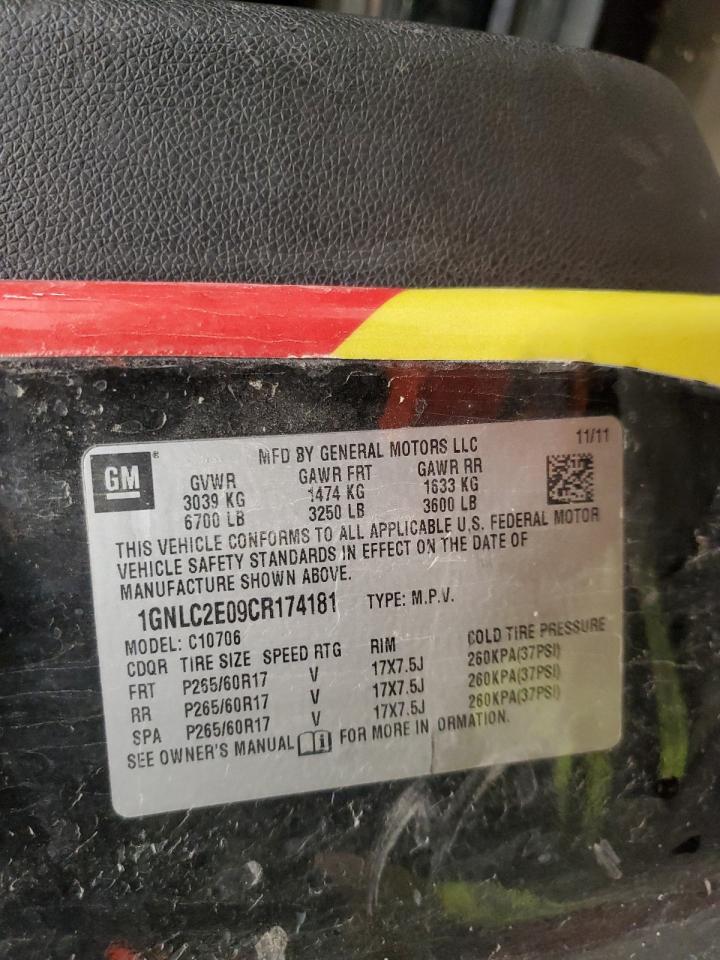 GM ®
MFD BY GENERAL MOTORS LLC 11/11
GVWR GAWR FRT GAWR RR
3039 KG 1474 KG 1633 KG
6700 LB 3250 LB 3600 LB
THIS VEHICLE CONFORMS TO ALL APPLICABLE U.S. FEDERAL MOTOR
VEHICLE SAFETY STANDARDS IN EFFECT ON THE DATE OF
MANUFACTURE SHOWN ABOVE.
1GNLC2E09CR174181 TYPE: M.P.V.
MODEL: C10706
CDQR TIRE SIZE SPEED RTG RIM COLD TIRE PRESSURE
FRT P265/60R17 V 17X7.5J 260KPA(37PSI)
RR P265/60R17 V 17X7.5J 260KPA(37PSI)
SPA P265/60R17 V 17X7.5J 260KPA(37PSI)
SEE OWNER'S MANUAL i FOR MORE IN ORMATION.